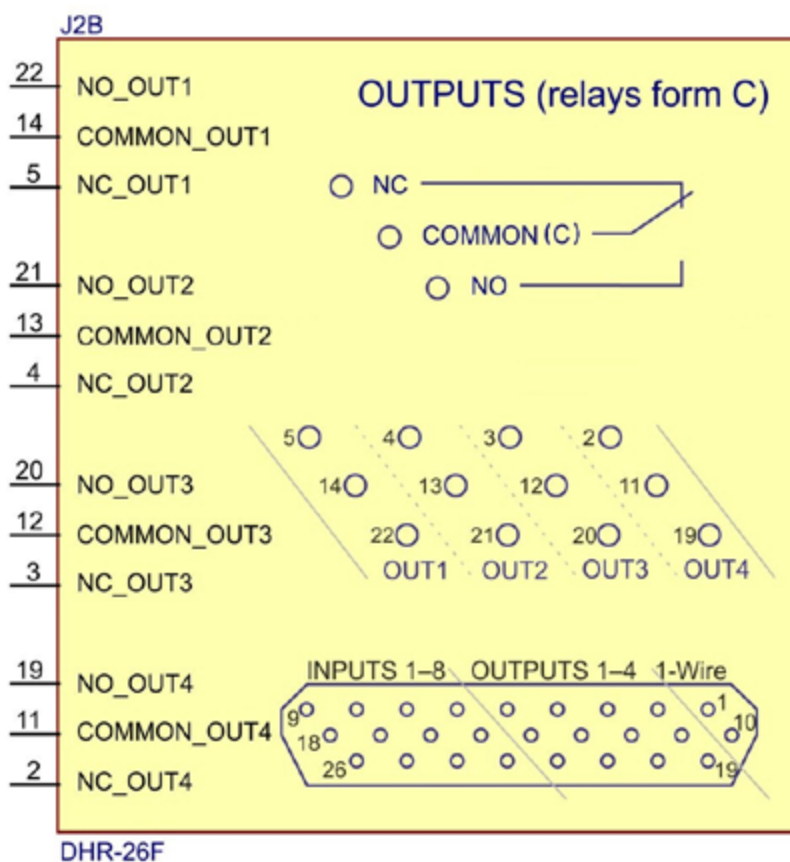 J2B
22 NO_OUT1
OUTPUTS (relays form C)
14 COMMON_OUT1
5 NC_OUT1
NC
COMMON (C)
21 NO_OUT2
NO
13 COMMON_OUT2
4 NC_OUT2
5 4 3 2
20 NO_OUT3
14 13 12 11
12 COMMON_OUT3
22 21 20 19
OUT1 OUT2 OUT3 OUT4
3 NC_OUT3
INPUTS 1–8 OUTPUTS 1–4 1-Wire
19 NO_OUT4
9 1
11 COMMON_OUT4
18 10
26 19
2 NC_OUT4
DHR-26F